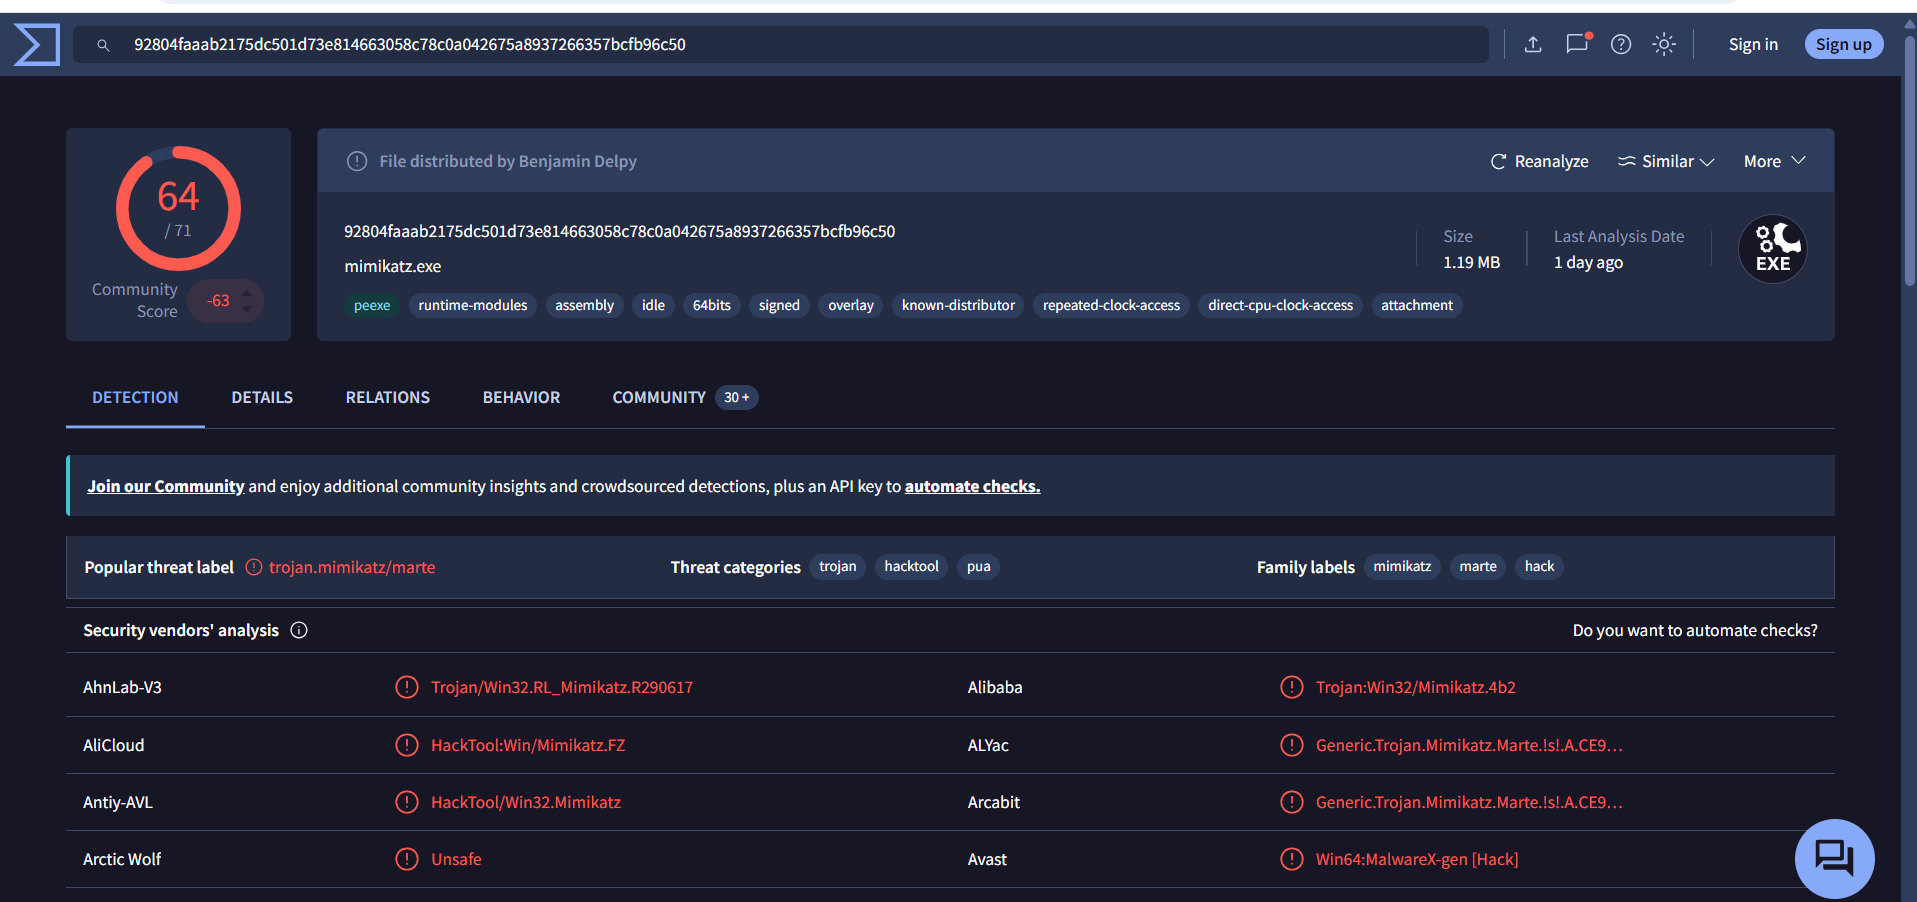 92804faaab2175dc501d73e814663058c78c0a042675a8937266357bcfb96c50
Sign in
Sign up
64
/ 71
Community
Score
-63
File distributed by Benjamin Delpy
Reanalyze
Similar
More
92804faaab2175dc501d73e814663058c78c0a042675a8937266357bcfb96c50
mimikatz.exe
Size
1.19 MB
Last Analysis Date
1 day ago
EXE
peexe runtime-modules assembly idle 64bits signed overlay known-distributor repeated-clock-access direct-cpu-clock-access attachment
DETECTION DETAILS RELATIONS BEHAVIOR COMMUNITY 30 +
Join our Community and enjoy additional community insights and crowdsourced detections, plus an API key to automate checks.
Popular threat label trojan.mimikatz/marte Threat categories trojan hacktool pua Family labels mimikatz marte hack
Security vendors' analysis Do you want to automate checks?
AhnLab-V3 Trojan/Win32.RL_Mimikatz.R290617 Alibaba Trojan:Win32/Mimikatz.4b2
AliCloud HackTool:Win/Mimikatz.FZ ALYac Generic.Trojan.Mimikatz.Marte.!s!.A.CE9...
Antiy-AVL HackTool/Win32.Mimikatz Arcabit Generic.Trojan.Mimikatz.Marte.!s!.A.CE9...
Arctic Wolf Unsafe Avast Win64:MalwareX-gen [Hack]